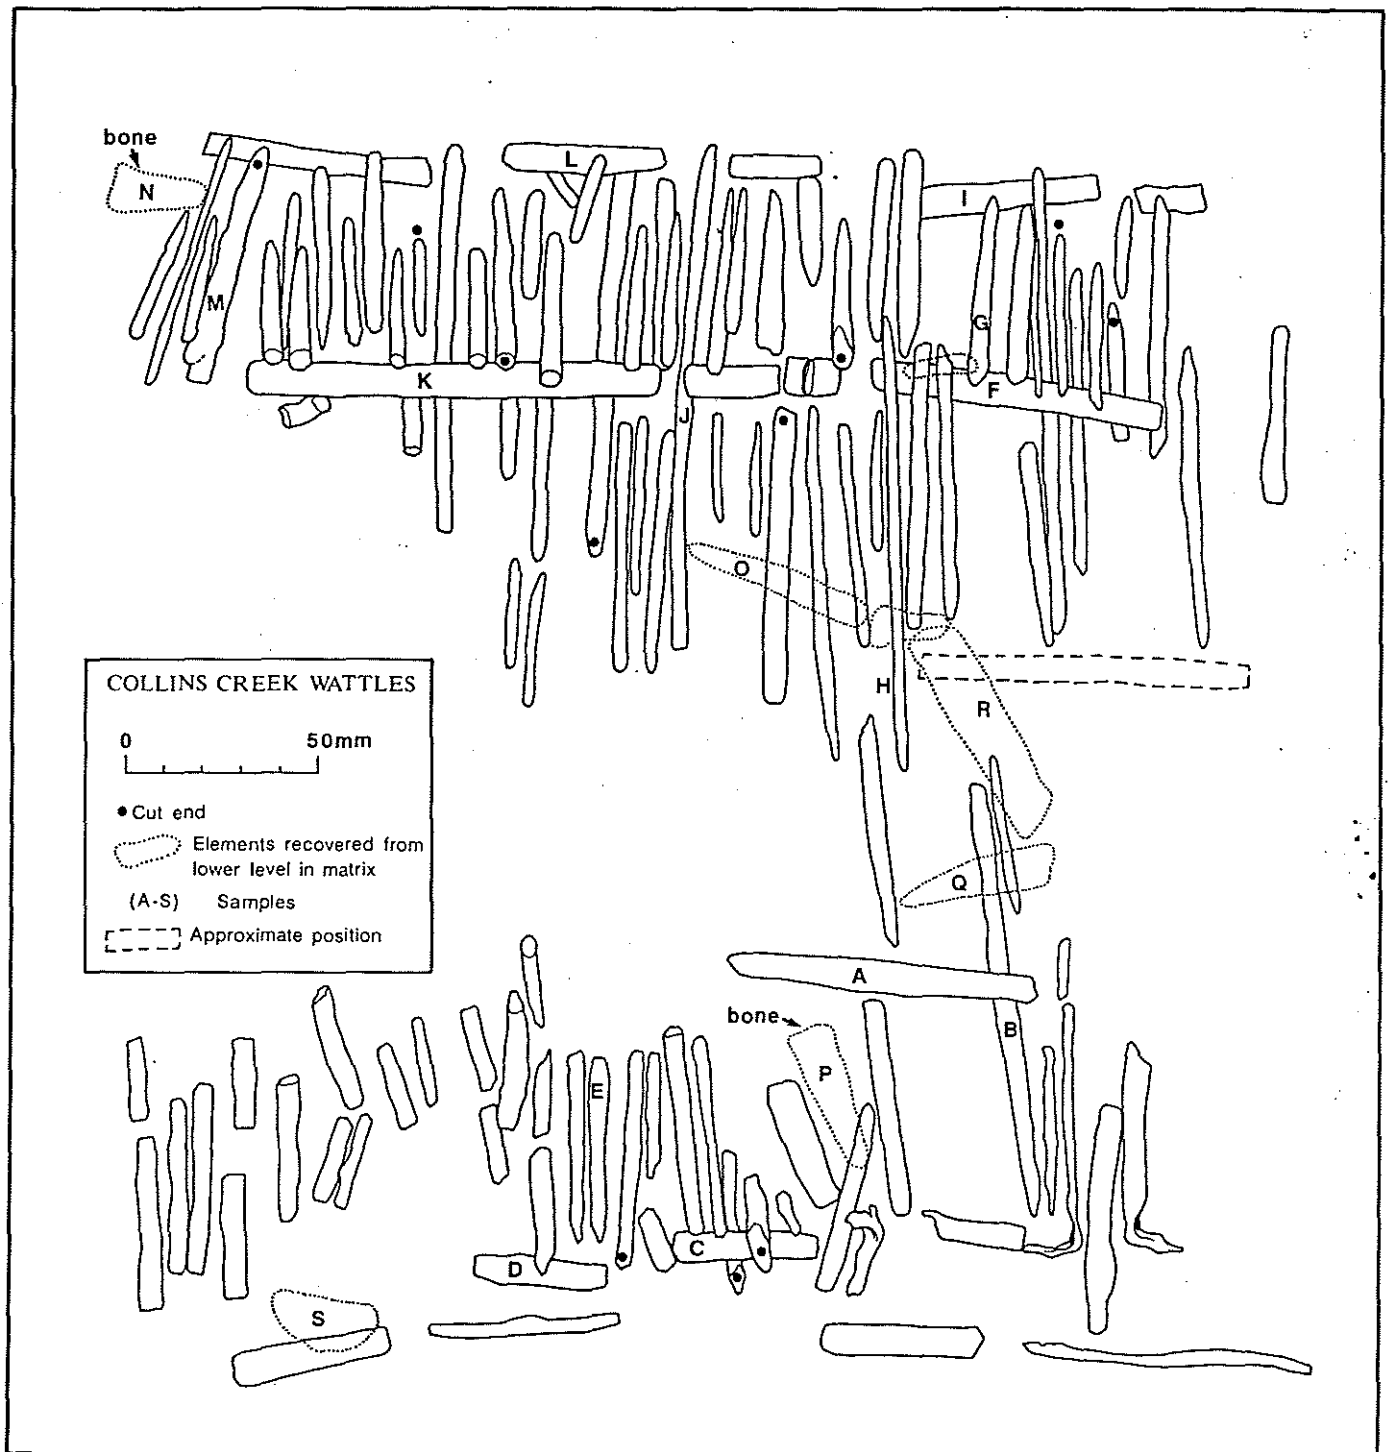 bone
N
L
I
M
G
K
F
J
O
H
R
COLLINS CREEK WATTLES
0 50mm
Cut end
Elements recovered from
lower level in matrix
(A-S) Samples
Approximate position
Q
A
bone
B
P
E
C
D
S